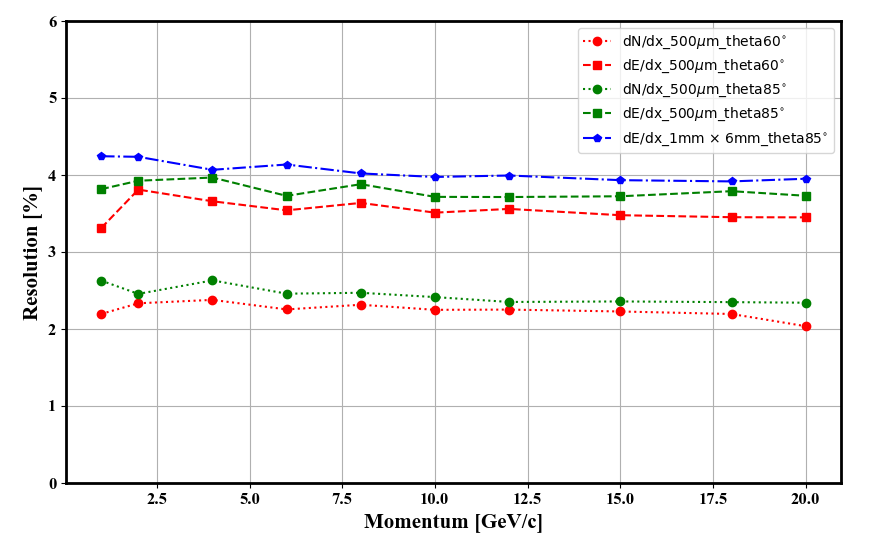 6
5
4
3
2
1
0
Resolution [%]
dN/dx_500μm_theta60°
dE/dx_500μm_theta60°
dN/dx_500μm_theta85°
dE/dx_500μm_theta85°
dE/dx_1mm × 6mm_theta85°
2.5 5.0 7.5 10.0 12.5 15.0 17.5 20.0
Momentum [GeV/c]